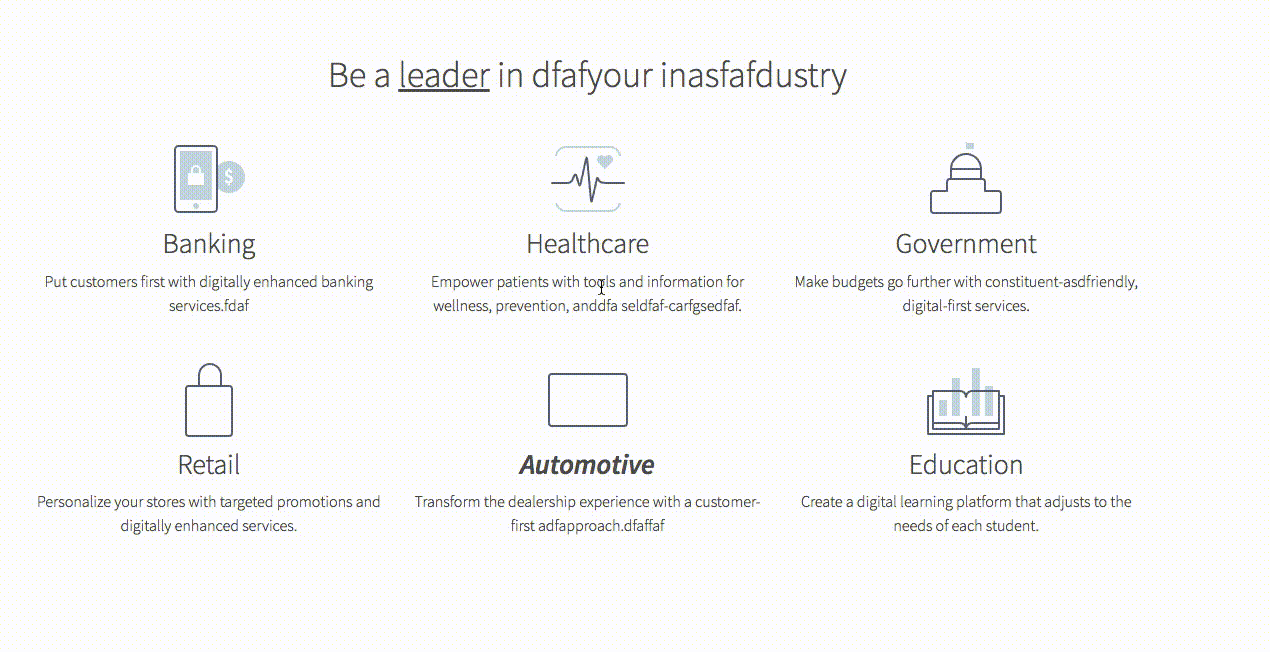 Be a leader in dfafyour inasfafdustry
$
Banking
Healthcare
Government
Put customers first with digitally enhanced banking
services.fdaf
Empower patients with tools and information for
wellness, prevention, anddfa seldfaf-carfgsedfaf.
Make budgets go further with constituent-asdfriendly,
digital-first services.
Retail
Automotive
Education
Personalize your stores with targeted promotions and
digitally enhanced services.
Transform the dealership experience with a customer-
first adfapproach.dfaffaf
Create a digital learning platform that adjusts to the
needs of each student.